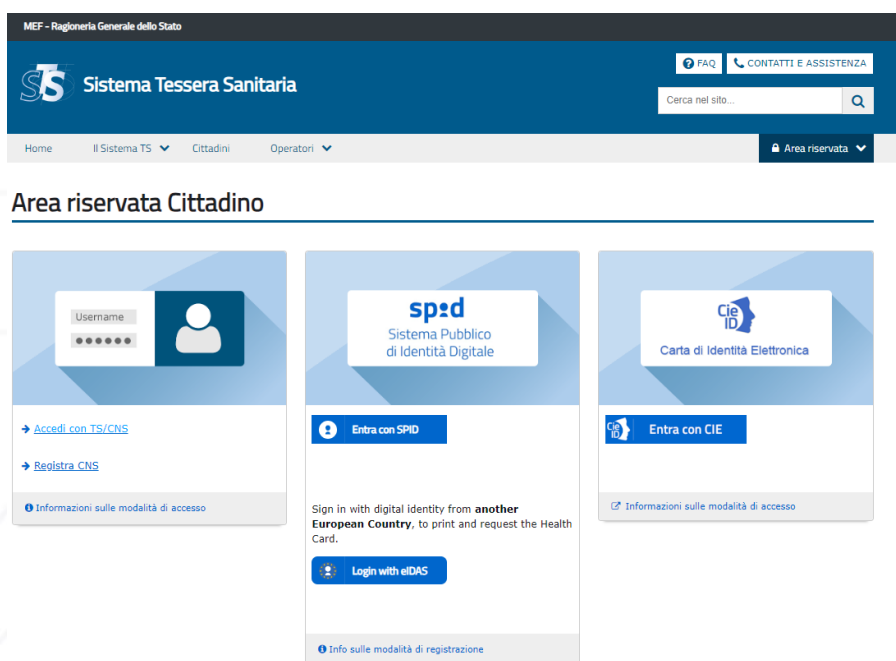 MEF - Ragioneria Generale dello Stato
STS Sistema Tessera Sanitaria
FAQ
CONTATTI E ASSISTENZA
Cerca nel sito...
Home
Il Sistema TS
Cittadini
Operatori
Area riservata
Area riservata Cittadino
Username
Accedi con TS/CNS
Registra CNS
Informazioni sulle modalità di accesso
spid
Sistema Pubblico
di Identità Digitale
Entra con SPID
Sign in with digital identity from another
European Country, to print and request the Health
Card.
Login with eIDAS
Info sulle modalità di registrazione
Cie
ID
Carta di Identità Elettronica
Cie
ID
Entra con CIE
Informazioni sulle modalità di accesso